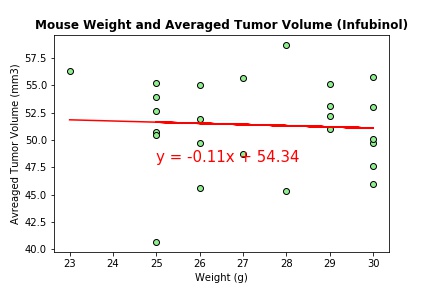 Mouse Weight and Averaged Tumor Volume (Infubinol)
Avreaged Tumor Volume (mm3)
57.5
55.0
52.5
50.0
47.5
45.0
42.5
40.0
y = -0.11x + 54.34
23 24 25 26 27 28 29 30
Weight (g)